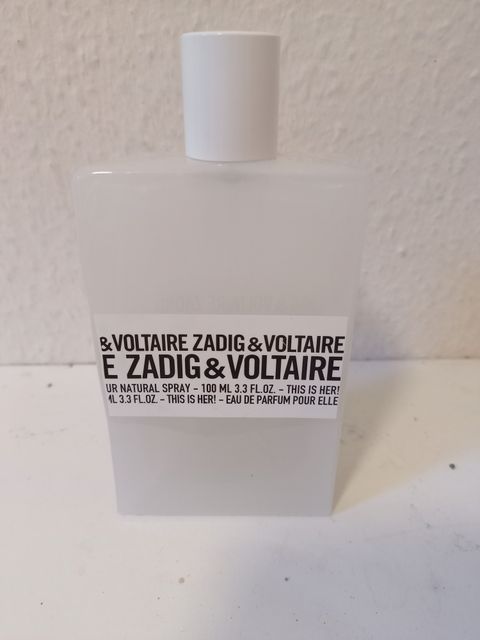 &VOLTAIRE ZADIG & VOLTAIRE
E ZADIG & VOLTAIRE
UR NATURAL SPRAY – 100 ML 3.3 FL.OZ. – THIS IS HER!
ML 3.3 FL.OZ. – THIS IS HER! – EAU DE PARFUM POUR ELLE